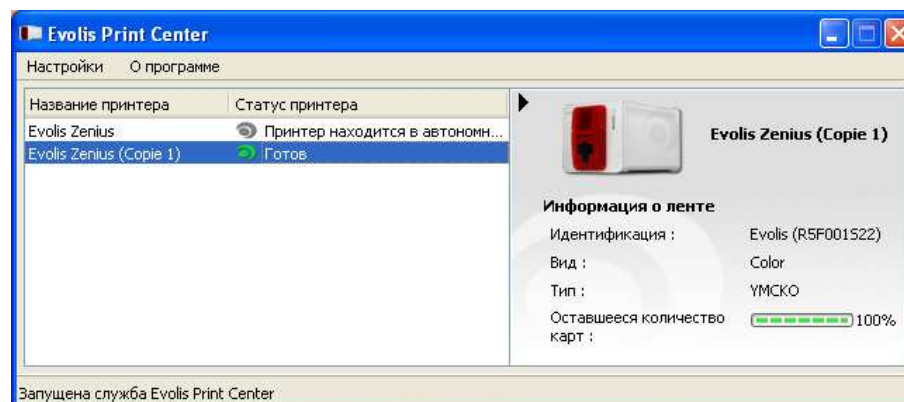 Evolis Print Center
Настройки О программе
Название принтера Статус принтера
Evolis Zenius Принтер находится в автономн...
Evolis Zenius (Copie 1) Готов
Evolis Zenius (Copie 1)
Информация о ленте
Идентификация : Evolis (R5F001S22)
Вид : Color
Тип : YMCKO
Оставшееся количество карт : 100%
Запущена служба Evolis Print Center